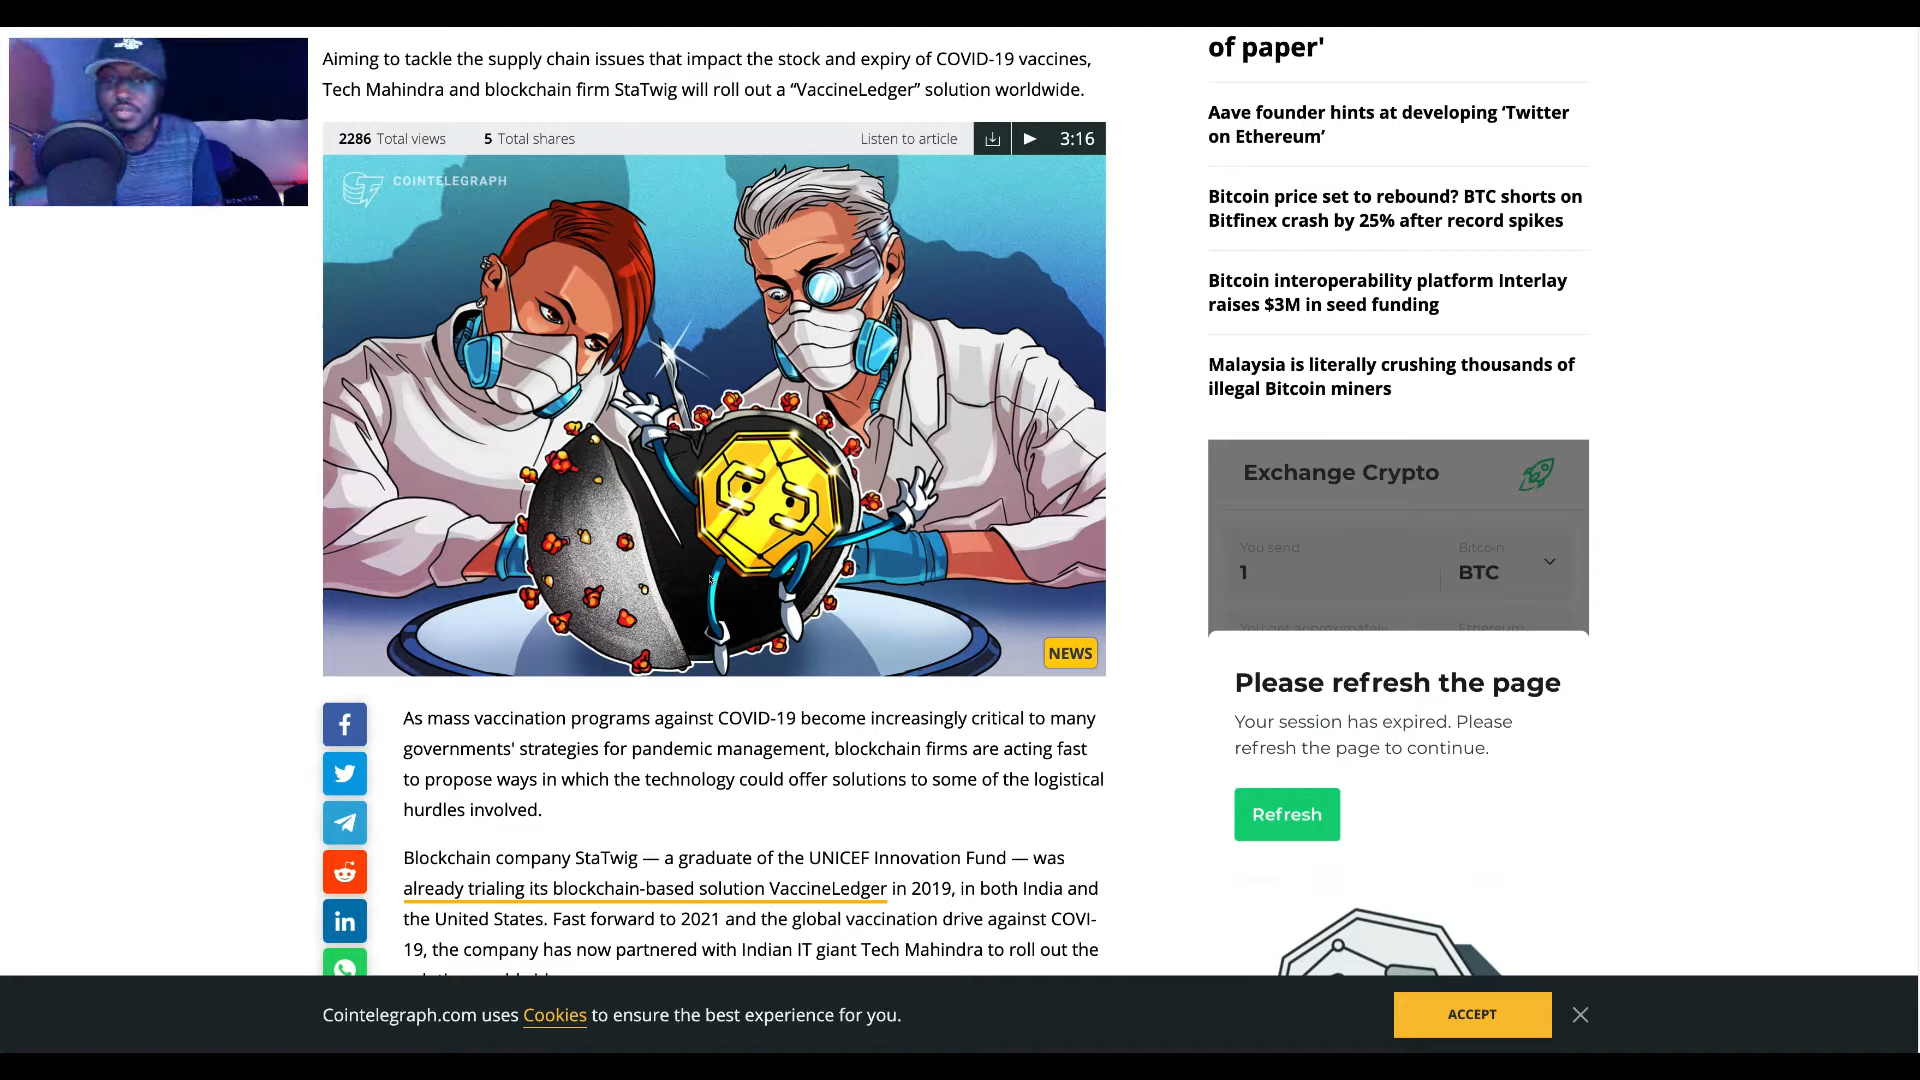 Aiming to tackle the supply chain issues that impact the stock and expiry of COVID-19 vaccines,
Tech Mahindra and blockchain firm StaTwig will roll out a “VaccineLedger” solution worldwide.
2286 Total views 5 Total shares Listen to article 3:16
COINTELEGRAPH
NEWS
As mass vaccination programs against COVID-19 become increasingly critical to many
governments' strategies for pandemic management, blockchain firms are acting fast
to propose ways in which the technology could offer solutions to some of the logistical
hurdles involved.
Blockchain company StaTwig — a graduate of the UNICEF Innovation Fund — was
already trialing its blockchain-based solution VaccineLedger in 2019, in both India and
the United States. Fast forward to 2021 and the global vaccination drive against COVI-
19, the company has now partnered with Indian IT giant Tech Mahindra to roll out the
of paper'
Aave founder hints at developing ‘Twitter
on Ethereum’
Bitcoin price set to rebound? BTC shorts on
Bitfinex crash by 25% after record spikes
Bitcoin interoperability platform Interlay
raises $3M in seed funding
Malaysia is literally crushing thousands of
illegal Bitcoin miners
Exchange Crypto
You send Bitcoin
1 BTC
You get approximately Ethereum
Please refresh the page
Your session has expired. Please
refresh the page to continue.
Refresh
Cointelegraph.com uses Cookies to ensure the best experience for you.
ACCEPT